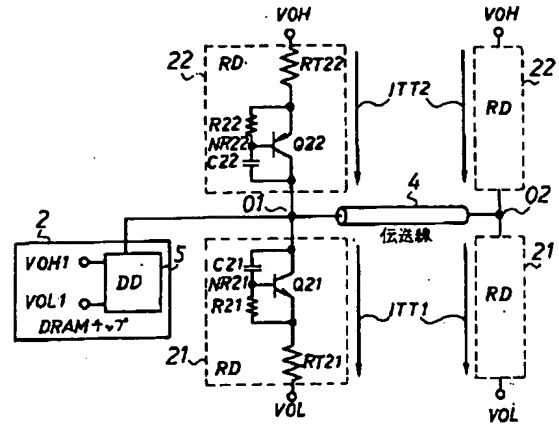 VOH
VOH
22
RD
RT22
ITT2
22
RD
R22
NR22
C22
Q22
O1
4
O2
伝送線
2
5
VOH1
VOL1
DD
DRAMチップ
C21
NR21
R21
Q21
21
RD
RT21
ITT1
21
RD
VOL
VOL